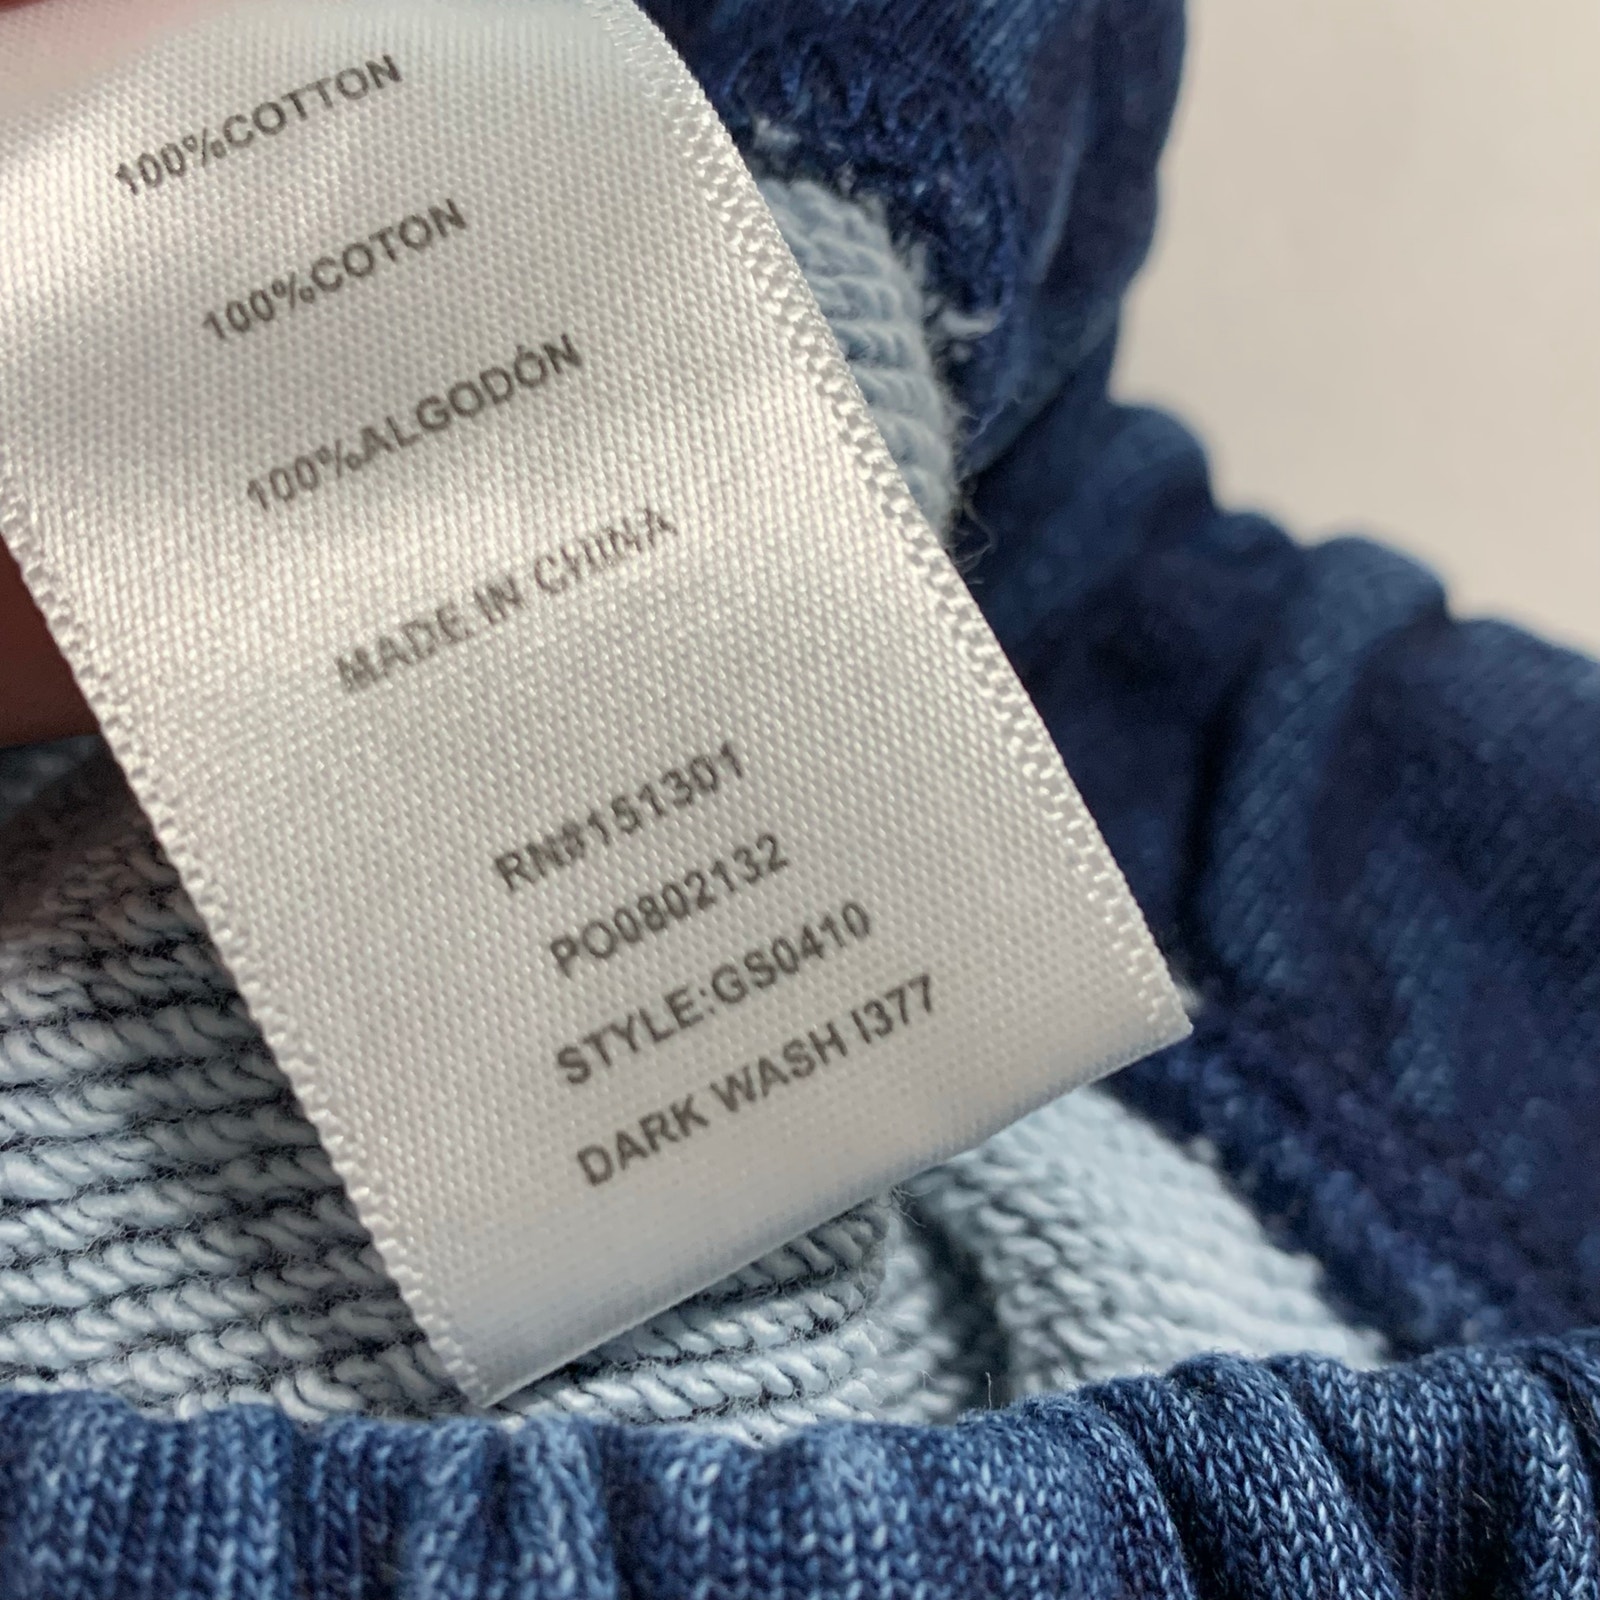 100%COTTON
100%COTON
100%ALGODÓN
MADE IN CHINA
RN#151301
PO0802132
STYLE:GS0410
DARK WASH I377